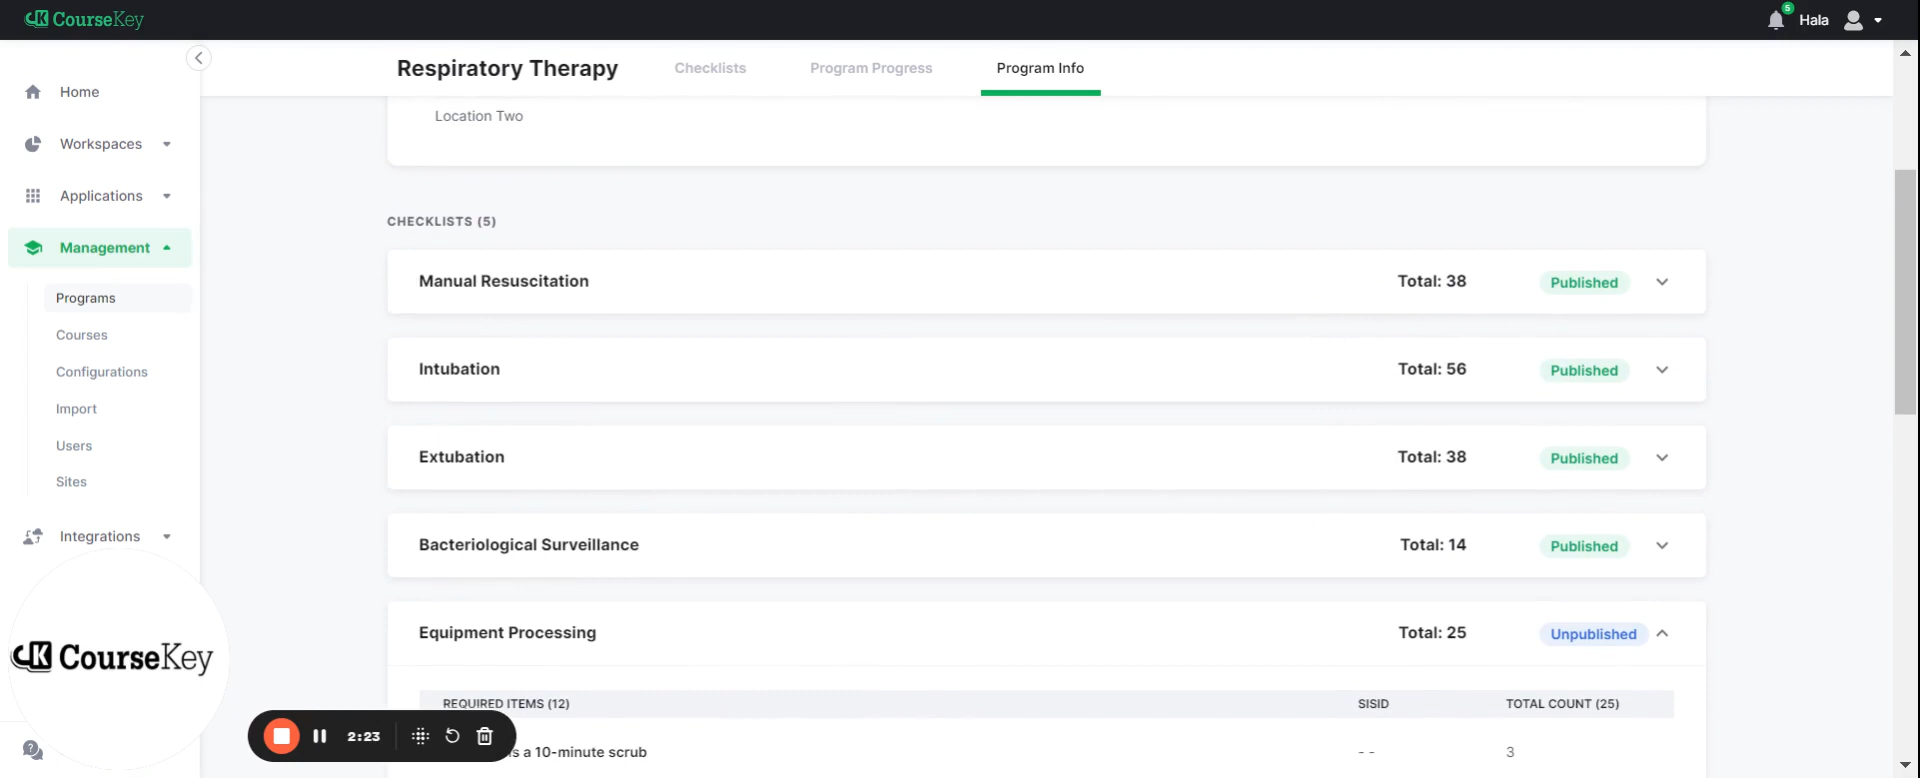 CourseKey
5
Hala
Home
Workspaces
Applications
Management
Programs
Courses
Configurations
Import
Users
Sites
Integrations
CourseKey
Respiratory Therapy
Checklists
Program Progress
Program Info
Location Two
CHECKLISTS (5)
Manual Resuscitation Total: 38 Published
Intubation Total: 56 Published
Extubation Total: 38 Published
Bacteriological Surveillance Total: 14 Published
Equipment Processing Total: 25 Unpublished
REQUIRED ITEMS (12) SISID TOTAL COUNT (25)
a 10-minute scrub -- 3
2:23